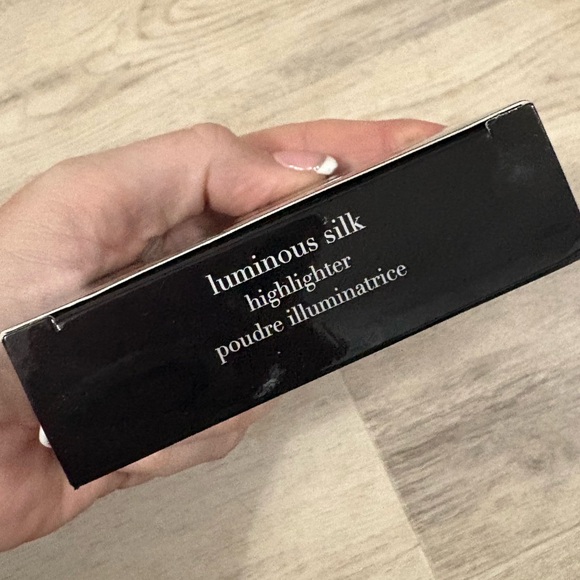 luminous silk
highlighter
poudre illuminatrice